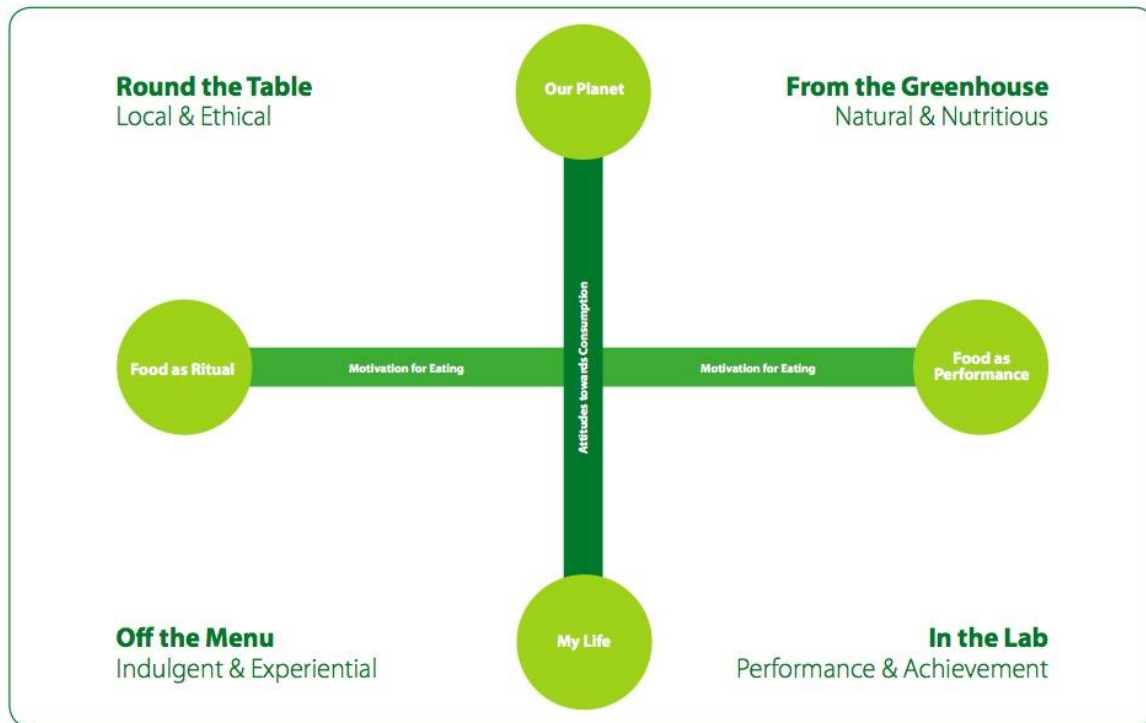 Round the Table
Local & Ethical
Our Planet
From the Greenhouse
Natural & Nutritious
Food as Ritual
Motivation for Eating
Attitudes towards Consumption
Motivation for Eating
Food as
Performance
Off the Menu
Indulgent & Experiential
My Life
In the Lab
Performance & Achievement